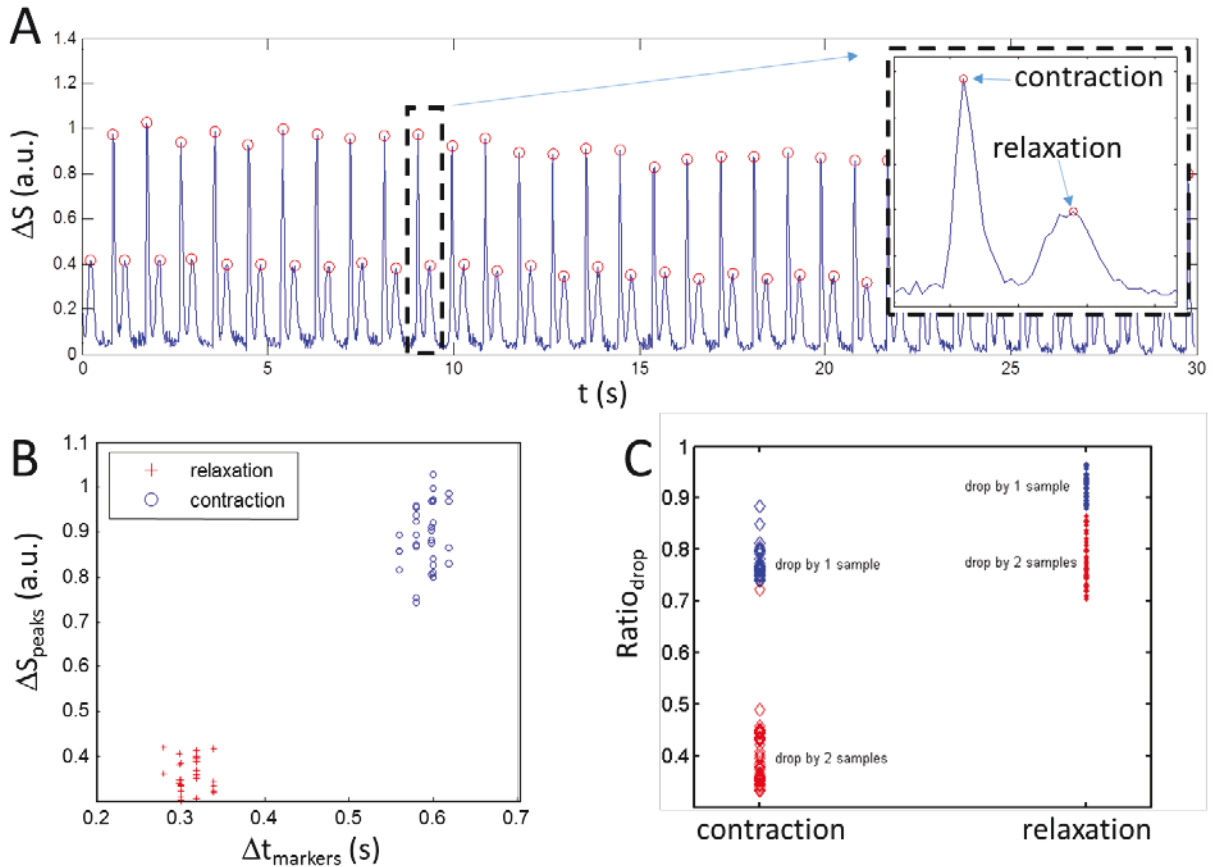 A
1.4
1.2
1
0.8
0.6
0.4
0.2
0
ΔS (a.u.)
contraction
relaxation
0 5 10 15 20 25 30
t (s)
B
1.1
1
0.9
0.8
0.7
0.6
0.5
0.4
ΔSpeaks (a.u.)
relaxation
contraction
0.2 0.3 0.4 0.5 0.6 0.7
Δtmarkers (s)
C
1
0.9
0.8
0.7
0.6
0.5
0.4
Ratiodrop
drop by 1 sample
drop by 2 samples
drop by 1 sample
drop by 2 samples
contraction relaxation